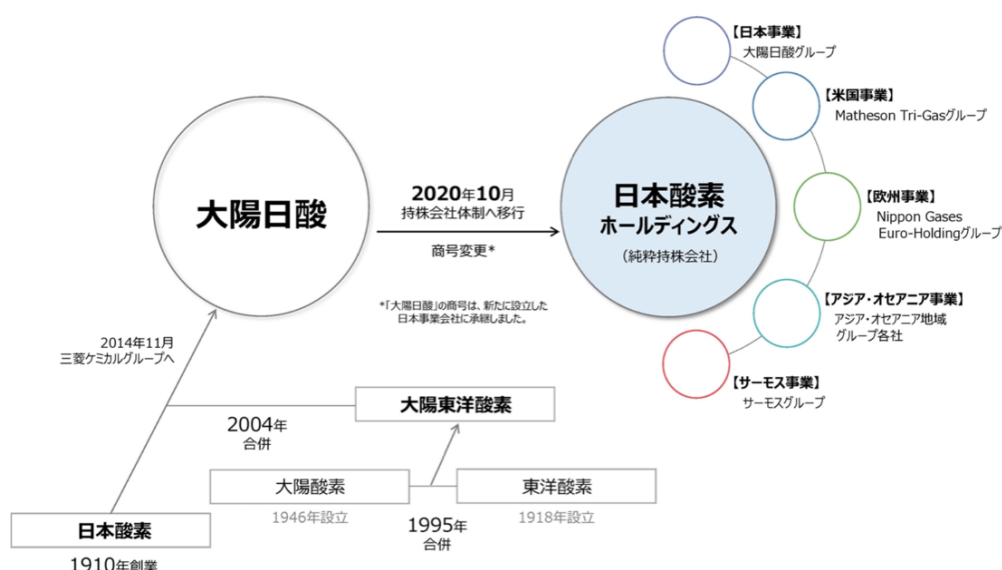 【日本事業】
大陽日酸グループ
【米国事業】
Matheson Tri-Gasグループ
大陽日酸
2020年10月
持株会社体制へ移行
商号変更*
日本酸素
ホールディングス
（純粋持株会社）
【欧州事業】
Nippon Gases
Euro-Holdingグループ
*「大陽日酸」の商号は、新たに設立した
日本事業会社に承継しました。
【アジア・オセアニア事業】
アジア・オセアニア地域
グループ各社
2014年11月
三菱ケミカルグループへ
【サーモス事業】
サーモスグループ
大陽東洋酸素
2004年
合併
大陽酸素
東洋酸素
1946年設立
1918年設立
1995年
合併
日本酸素
1910年創業